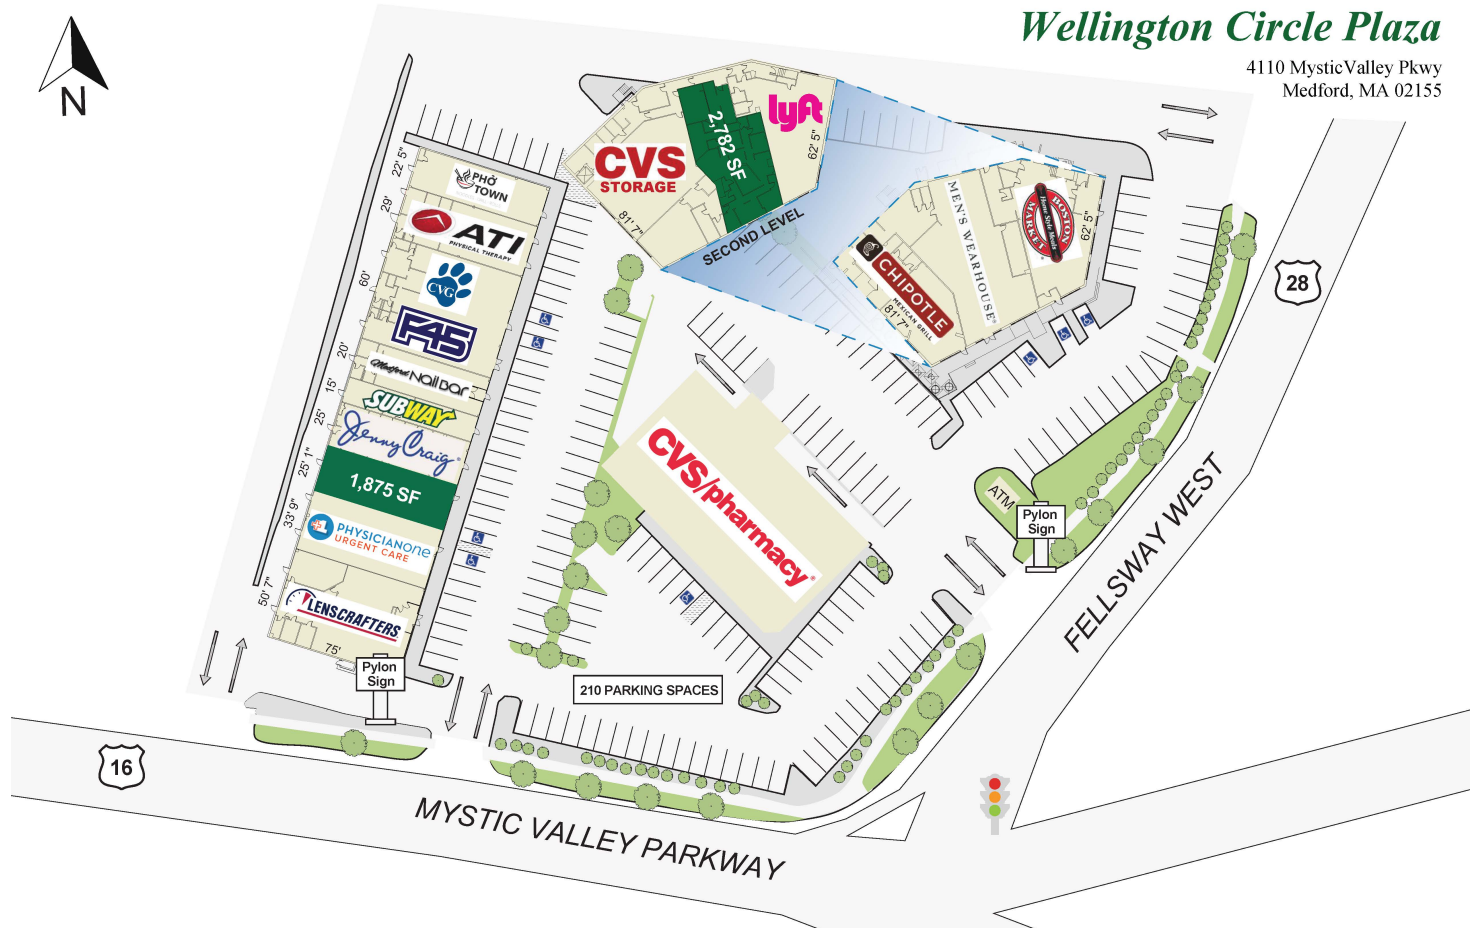 Wellington Circle Plaza
4110 MysticValley Pkwy
Medford, MA 02155
N
lyft
2,782 SF
62' 5"
CVS
STORAGE
81' 7"
SECOND LEVEL
MEN'S WEARHOUSE®
BOSTON
MARKET
Home Style Meals
62' 5"
CHIPOTLE
MEXICAN GRILL
81' 7"
28
22' 5"
PHỞ
TOWN
29'
ATI
PHYSICAL THERAPY
60'
CVG
F45
20'
Medford Nail Bar
15'
SUBWAY
25'
Jenny Craig
25' 1"
1,875 SF
33' 9"
PHYSICIANONE
URGENT CARE
50' 7"
LENSCRAFTERS
75'
Pylon
Sign
CVS/pharmacy
ATM
Pylon
Sign
210 PARKING SPACES
FELLSWAY WEST
16
MYSTIC VALLEY PARKWAY